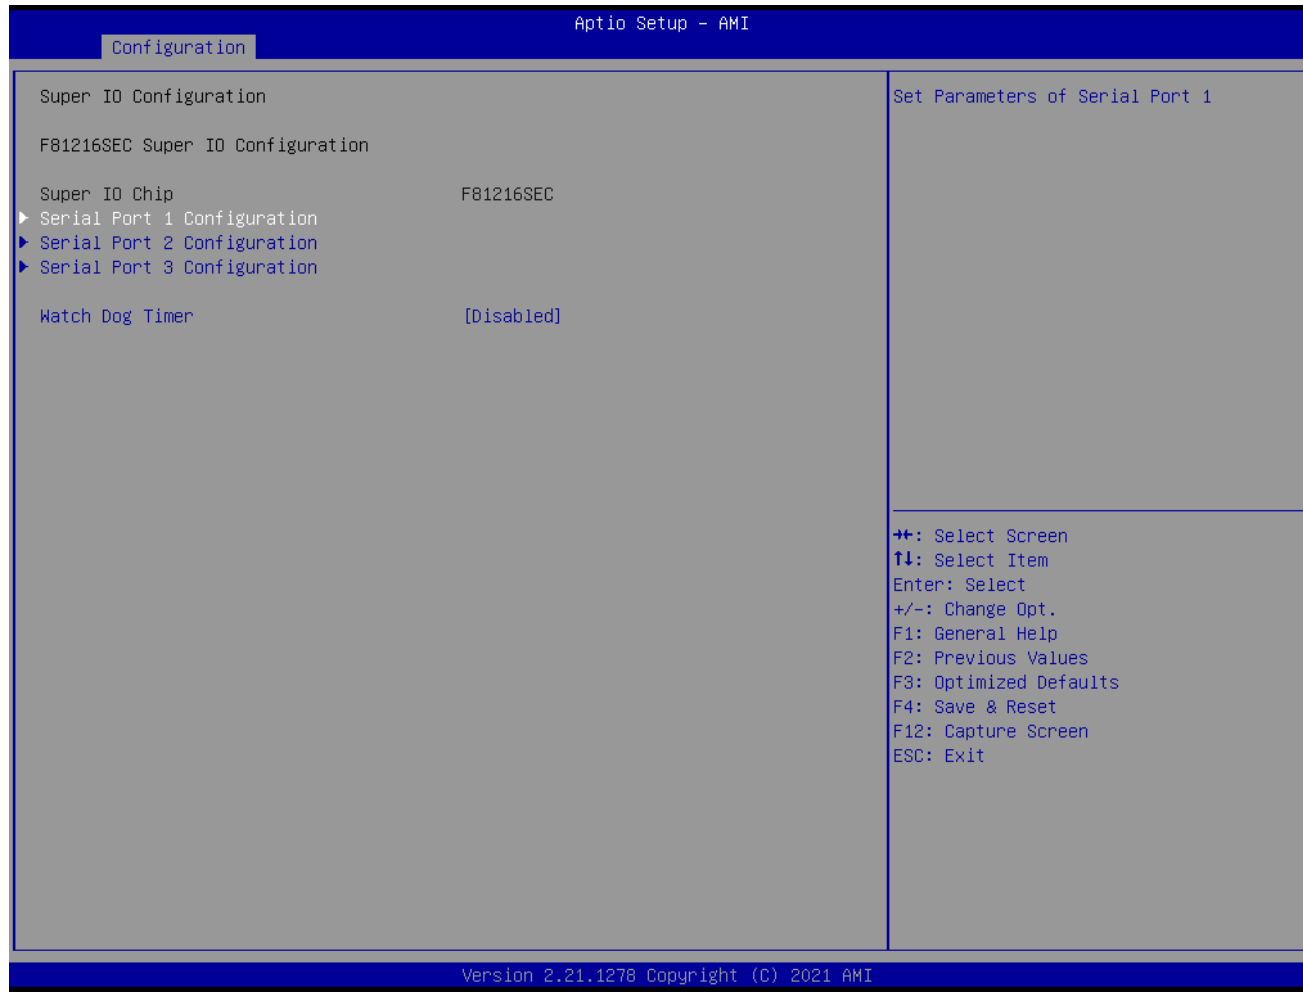 Aptio Setup – AMI
Configuration
Super IO Configuration
F81216SEC Super IO Configuration
Super IO Chip F81216SEC
▶ Serial Port 1 Configuration
▶ Serial Port 2 Configuration
▶ Serial Port 3 Configuration
Watch Dog Timer [Disabled]
Set Parameters of Serial Port 1
→←: Select Screen
↑↓: Select Item
Enter: Select
+/-: Change Opt.
F1: General Help
F2: Previous Values
F3: Optimized Defaults
F4: Save & Reset
F12: Capture Screen
ESC: Exit
Version 2.21.1278 Copyright (C) 2021 AMI